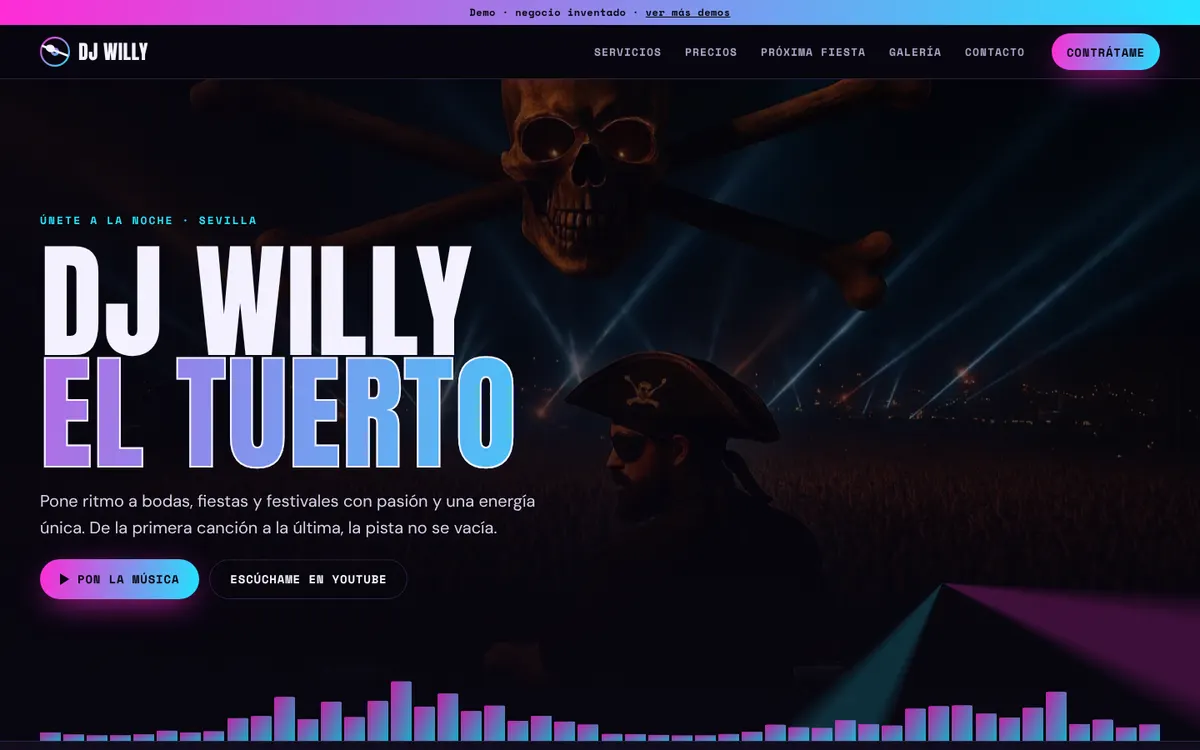 Demo · negocio inventado · ver más demos
DJ WILLY
SERVICIOS
PRECIOS
PRÓXIMA FIESTA
GALERÍA
CONTACTO
CONTRÁTAME
ÚNETE A LA NOCHE · SEVILLA
DJ WILLY
EL TUERTO
Pone ritmo a bodas, fiestas y festivales con pasión y una energía
única. De la primera canción a la última, la pista no se vacía.
▶ PON LA MÚSICA
ESCÚCHAME EN YOUTUBE